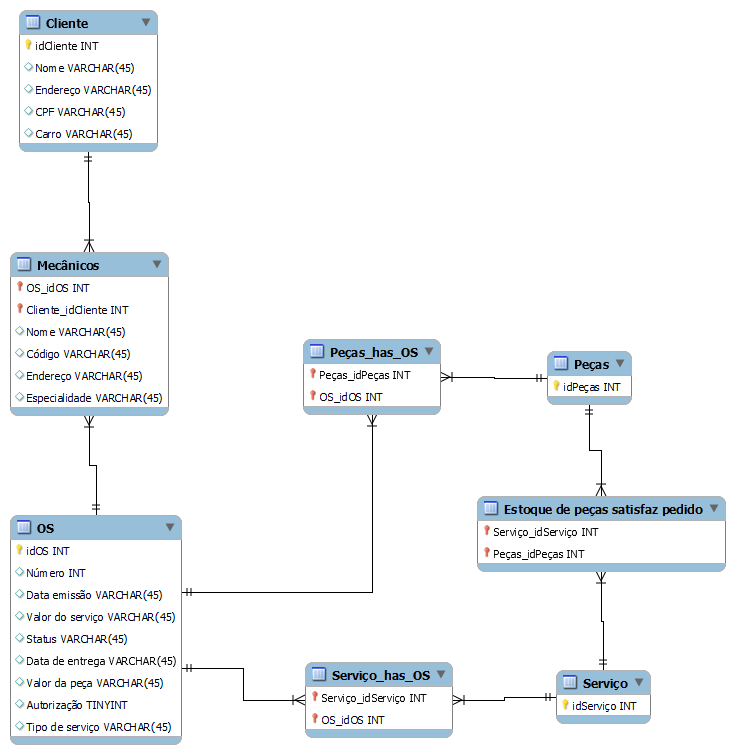 Cliente
idCliente INT
Nome VARCHAR(45)
Endereço VARCHAR(45)
CPF VARCHAR(45)
Carro VARCHAR(45)
Mecânicos
OS_idOS INT
Cliente_idCliente INT
Nome VARCHAR(45)
Código VARCHAR(45)
Endereço VARCHAR(45)
Especialidade VARCHAR(45)
Peças_has_OS
Peças_idPeças INT
OS_idOS INT
Peças
idPeças INT
Estoque de peças satisfaz pedido
Serviço_idServiço INT
Peças_idPeças INT
OS
idOS INT
Número INT
Data emissão VARCHAR(45)
Valor do serviço VARCHAR(45)
Status VARCHAR(45)
Data de entrega VARCHAR(45)
Valor da peça VARCHAR(45)
Autorização TINYINT
Tipo de serviço VARCHAR(45)
Serviço_has_OS
Serviço_idServiço INT
OS_idOS INT
Serviço
idServiço INT